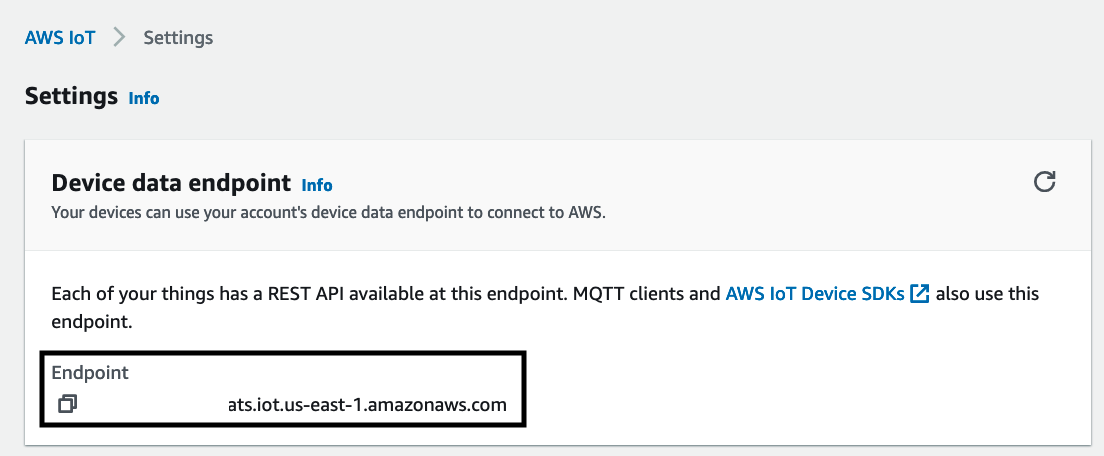 AWS IoT > Settings
Settings Info
Device data endpoint Info
Your devices can use your account's device data endpoint to connect to AWS.
Each of your things has a REST API available at this endpoint. MQTT clients and AWS IoT Device SDKs also use this
endpoint.
Endpoint
ats.iot.us-east-1.amazonaws.com